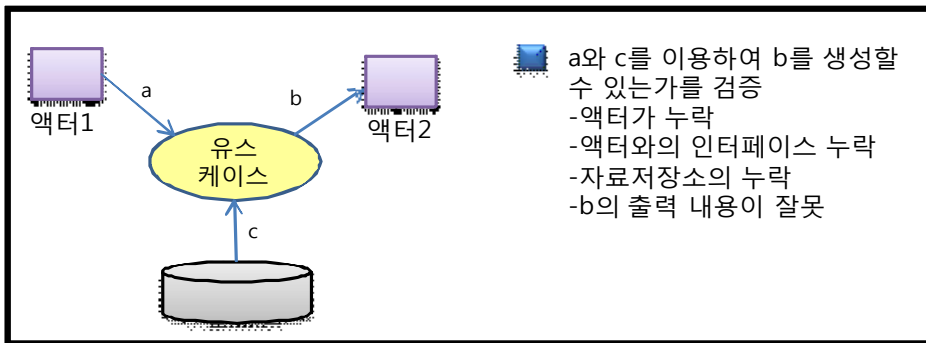 액터1
a
b
액터2
유스
케이스
c
a와 c를 이용하여 b를 생성할
수 있는가를 검증
-액터가 누락
-액터와의 인터페이스 누락
-자료저장소의 누락
-b의 출력 내용이 잘못